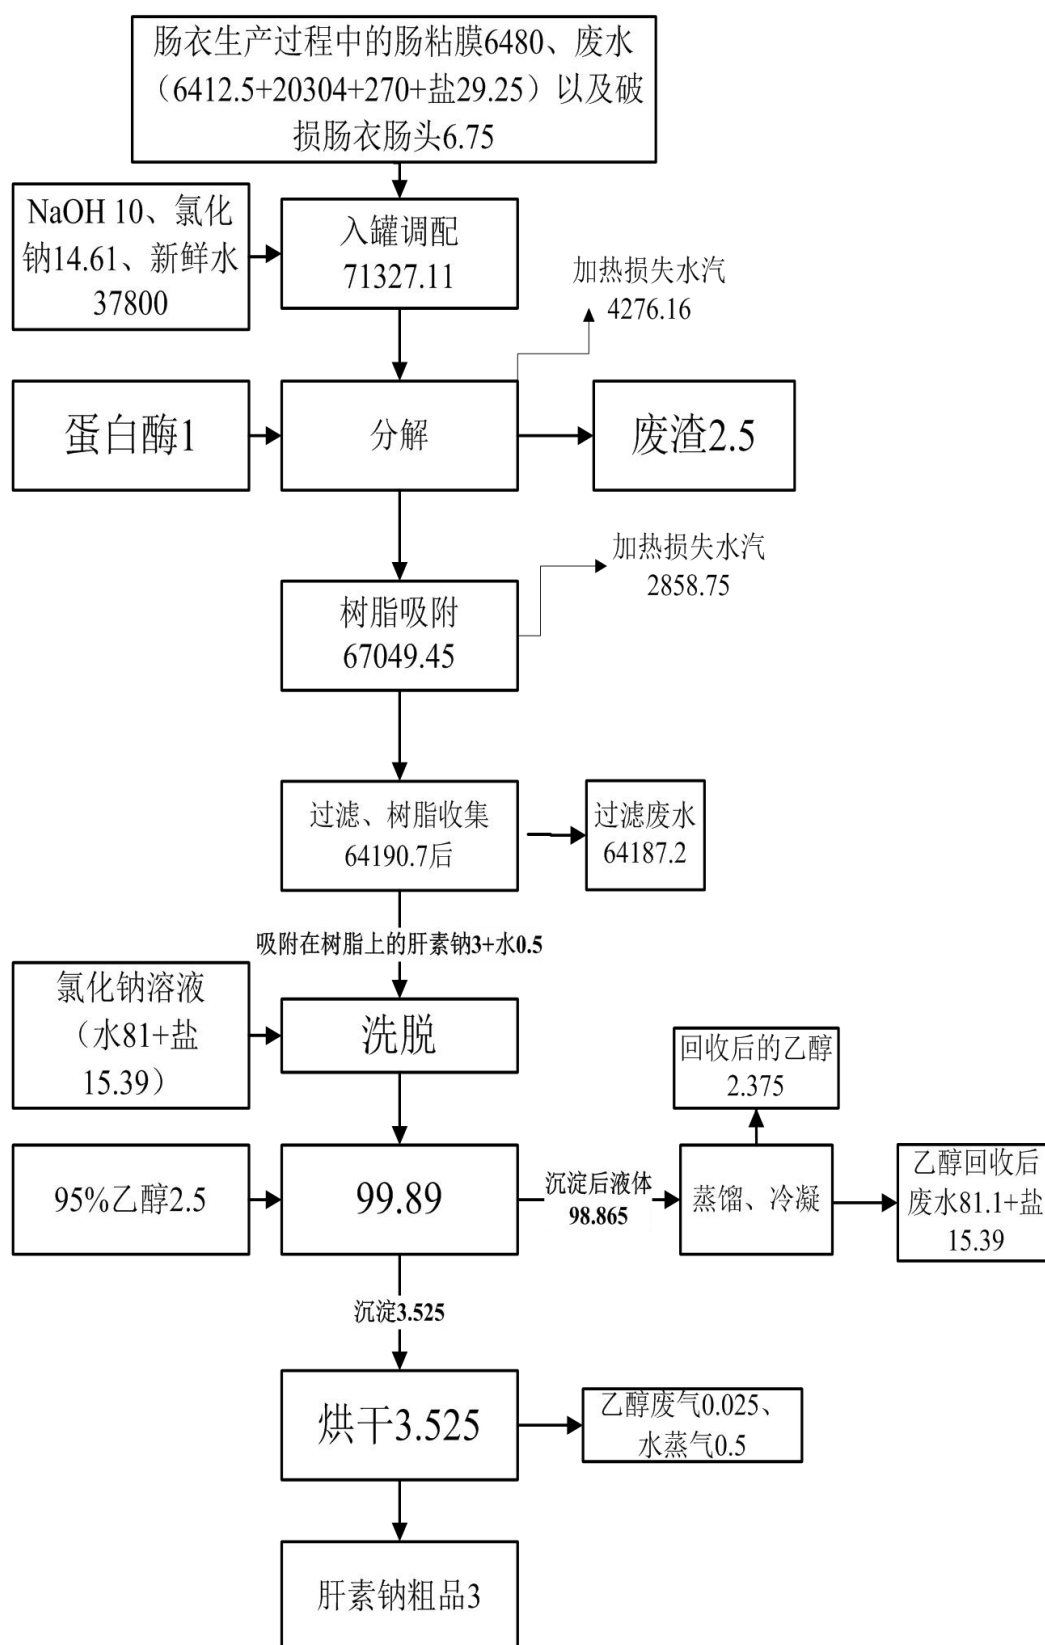 肠衣生产过程中的肠粘膜6480、废水
（6412.5+20304+270+盐29.25）以及破
损肠衣肠头6.75
NaOH 10、氯化
钠14.61、新鲜水
37800
入罐调配
71327.11
加热损失水汽
4276.16
蛋白酶1
分解
废渣2.5
加热损失水汽
2858.75
树脂吸附
67049.45
过滤、树脂收集
64190.7后
过滤废水
64187.2
吸附在树脂上的肝素钠3+水0.5
氯化钠溶液
（水81+盐
15.39）
洗脱
回收后的乙醇
2.375
95%乙醇2.5
99.89
沉淀后液体
98.865
蒸馏、冷凝
乙醇回收后
废水81.1+盐
15.39
沉淀3.525
烘干3.525
乙醇废气0.025、
水蒸气0.5
肝素钠粗品3